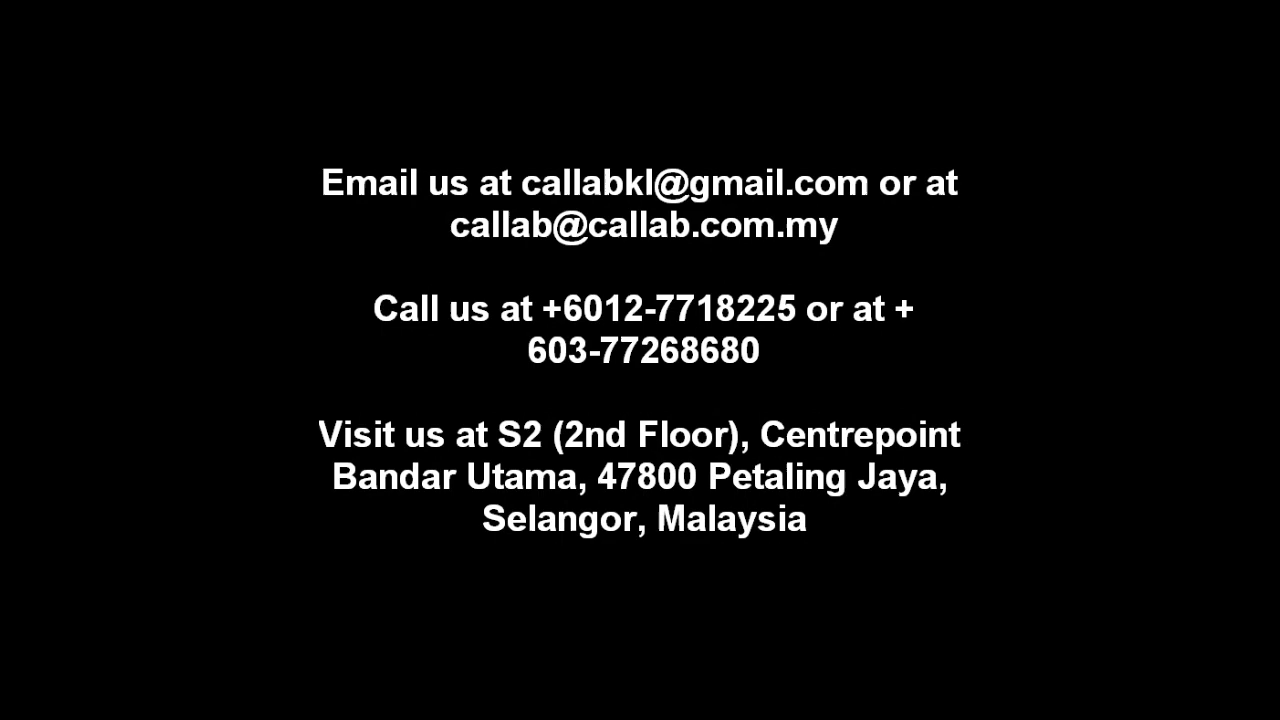 Email us at callabkl@gmail.com or at
callab@callab.com.my
Call us at +6012-7718225 or at +
603-77268680
Visit us at S2 (2nd Floor), Centrepoint
Bandar Utama, 47800 Petaling Jaya,
Selangor, Malaysia